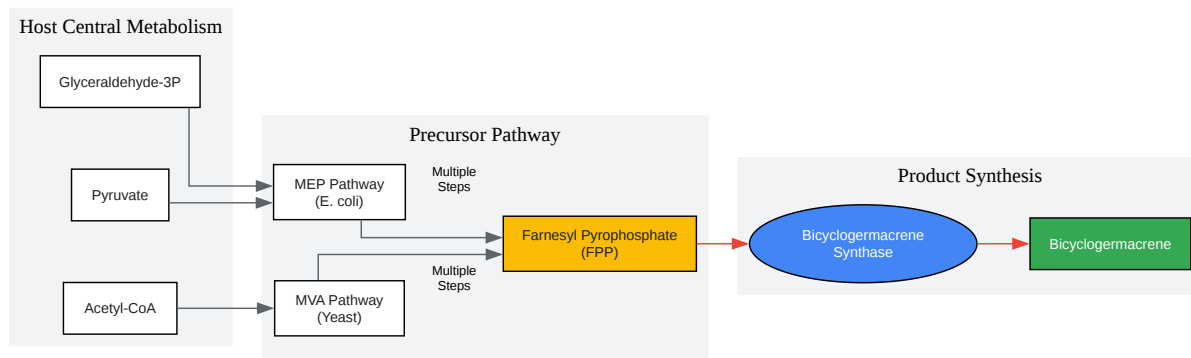 Host Central Metabolism
Glyceraldehyde-3P
Pyruvate
Acetyl-CoA
Precursor Pathway
MEP Pathway
(E. coli)
Multiple
Steps
MVA Pathway
(Yeast)
Multiple
Steps
Farnesyl Pyrophosphate
(FPP)
Product Synthesis
Bicyclogermacrene
Synthase
Bicyclogermacrene